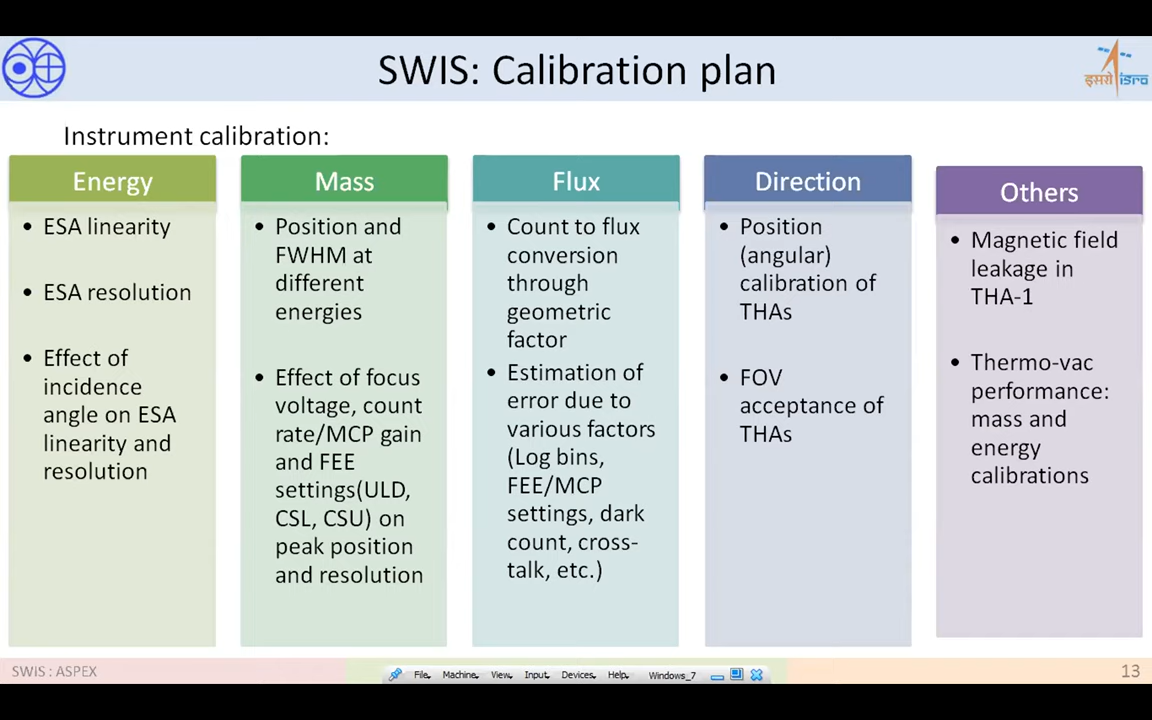 SWIS: Calibration plan
इसरो isro
Instrument calibration:
Energy
• ESA linearity
• ESA resolution
• Effect of
incidence
angle on ESA
linearity and
resolution
Mass
• Position and
FWHM at
different
energies
• Effect of focus
voltage, count
rate/MCP gain
and FEE
settings(ULD,
CSL, CSU) on
peak position
and resolution
Flux
• Count to flux
conversion
through
geometric
factor
• Estimation of
error due to
various factors
(Log bins,
FEE/MCP
settings, dark
count, cross-
talk, etc.)
Direction
• Position
(angular)
calibration of
THAs
• FOV
acceptance of
THAs
Others
• Magnetic field
leakage in
THA-1
• Thermo-vac
performance:
mass and
energy
calibrations
SWIS : ASPEX
File Machine View Input Devices Help Windows_7
13